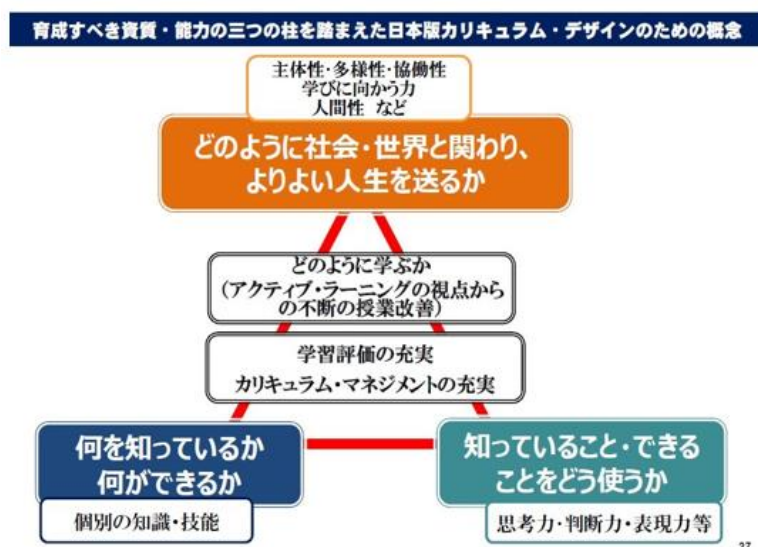 育成すべき資質・能力の三つの柱を踏まえた日本版カリキュラム・デザインのための概念
主体性・多様性・協働性
学びに向かう力
人間性 など
どのように社会・世界と関わり、
よりよい人生を送るか
どのように学ぶか
(アクティブ・ラーニングの視点から
の不断の授業改善)
学習評価の充実
カリキュラム・マネジメントの充実
何を知っているか
何ができるか
個別の知識・技能
知っていること・できる
ことをどう使うか
思考力・判断力・表現力等
27